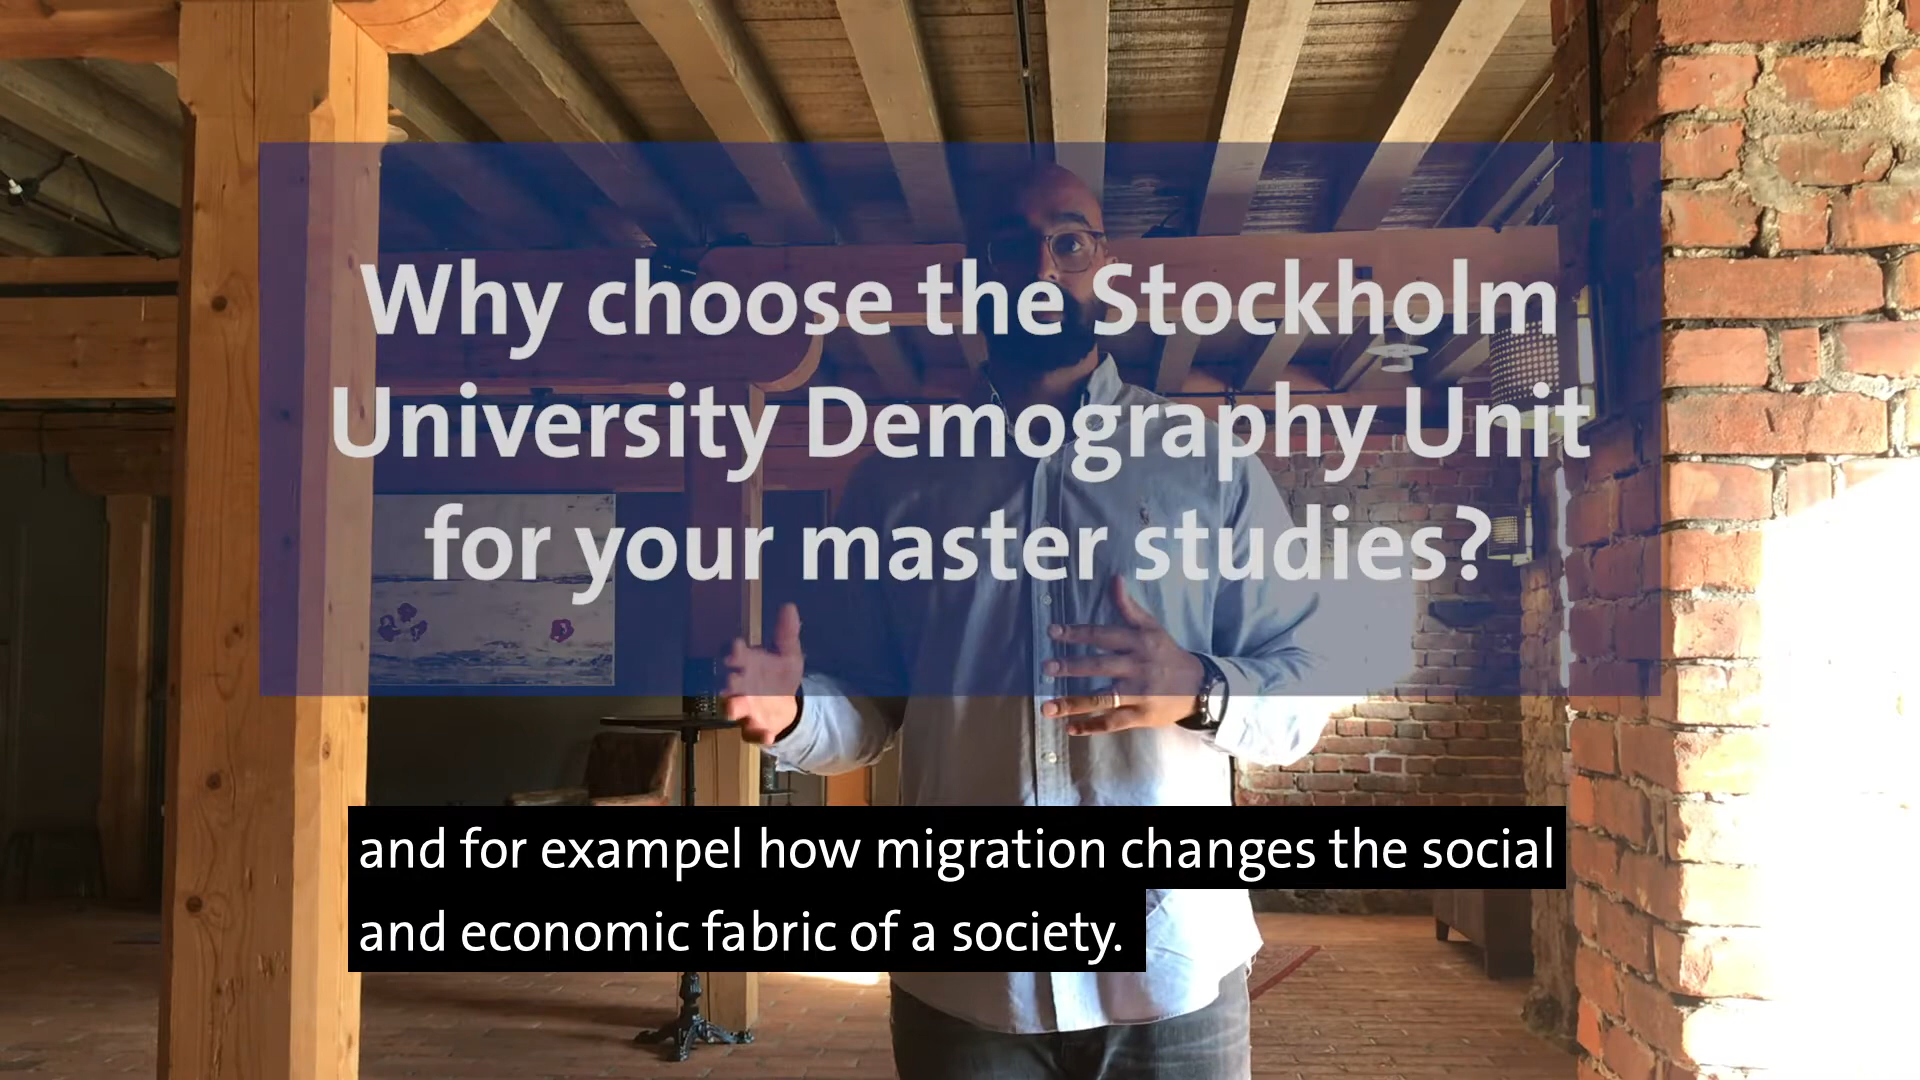 Why choose the Stockholm
University Demography Unit
for your master studies?
and for exampel how migration changes the social
and economic fabric of a society.